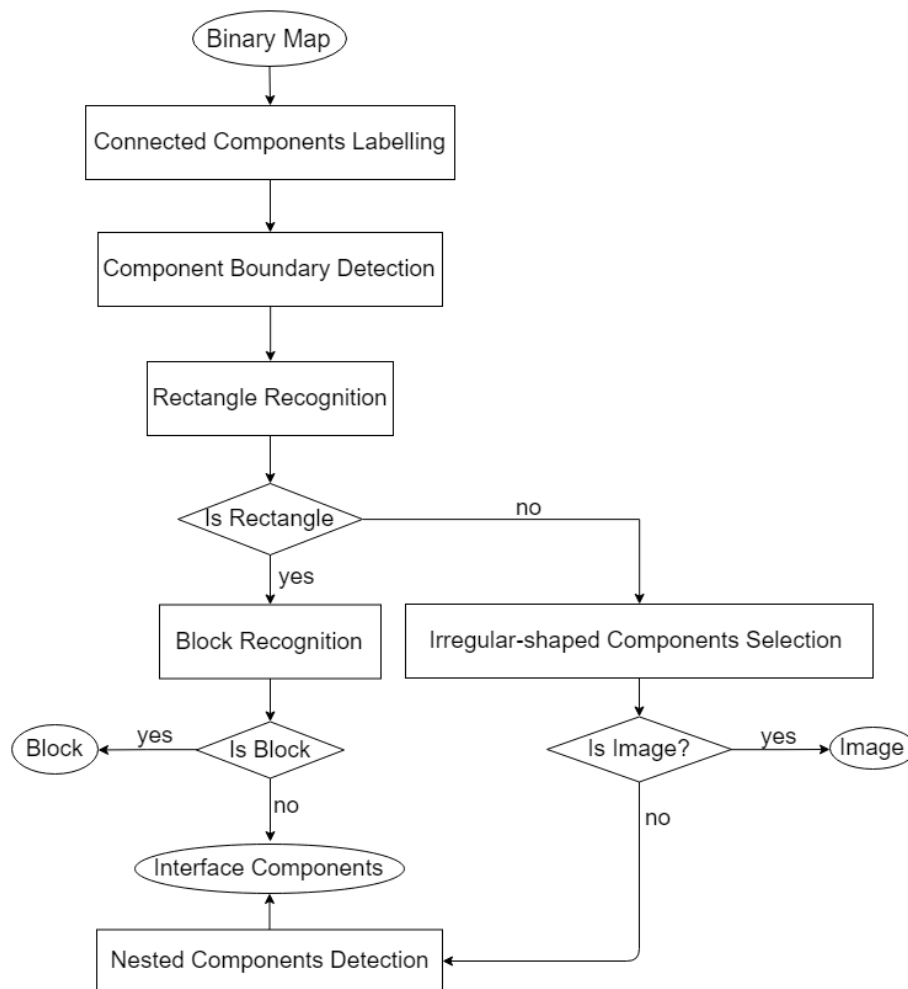 Binary Map
Connected Components Labelling
Component Boundary Detection
Rectangle Recognition
Is Rectangle
no
yes
Block Recognition
Irregular-shaped Components Selection
Block
yes
Is Block
Is Image?
yes
Image
no
no
Interface Components
Nested Components Detection